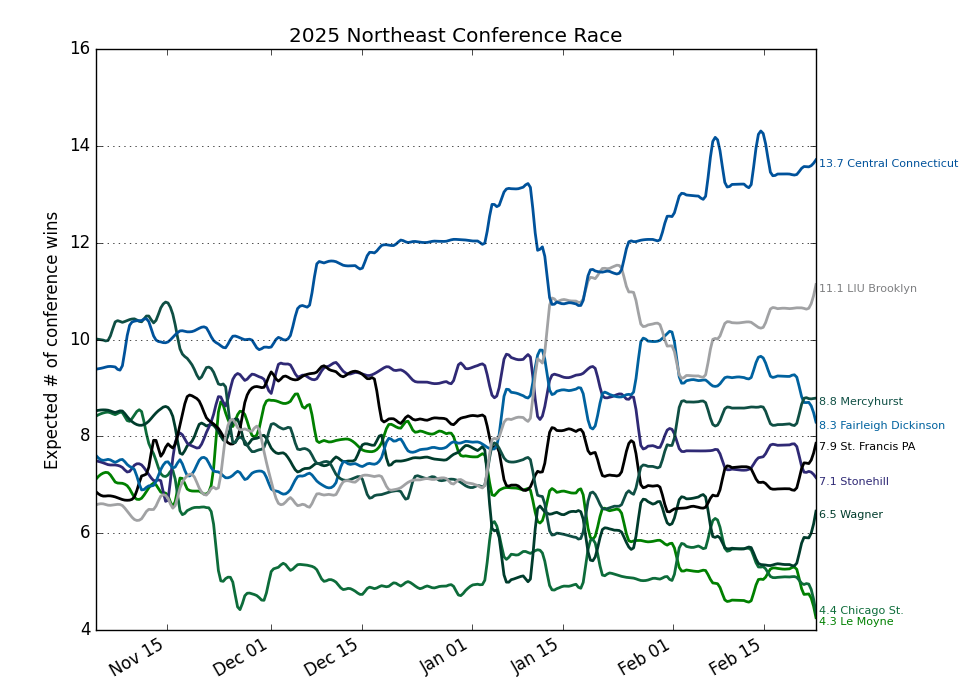 2025 Northeast Conference Race
Expected # of conference wins
16
14
12
10
8
6
4
Nov 15
Dec 01
Dec 15
Jan 01
Jan 15
Feb 01
Feb 15
13.7 Central Connecticut
11.1 LIU Brooklyn
8.8 Mercyhurst
8.3 Fairleigh Dickinson
7.9 St. Francis PA
7.1 Stonehill
6.5 Wagner
4.4 Chicago St.
4.3 Le Moyne